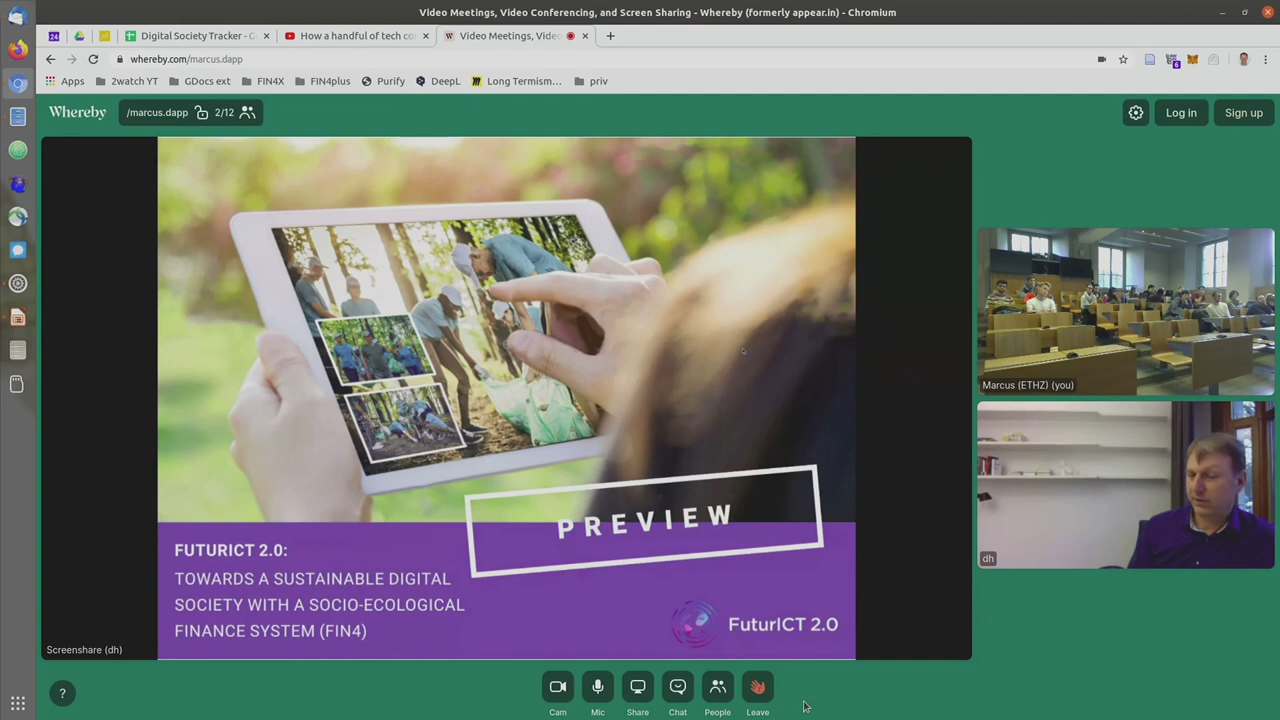 Video Meetings, Video Conferencing, and Screen Sharing - Whereby (formerly appear.in) - Chromium
24
Digital Society Tracker - G
How a handful of tech co
Video Meetings, Vide
whereby.com/marcus.dapp
6
Apps
2watch YT
GDocs ext
FIN4X
FIN4plus
Purify
DeepL
Long Termism…
priv
Whereby
/marcus.dapp
2/12
Log in
Sign up
PREVIEW
FUTURICT 2.0:
TOWARDS A SUSTAINABLE DIGITAL
SOCIETY WITH A SOCIO-ECOLOGICAL
FINANCE SYSTEM (FIN4)
FuturICT 2.0
Screenshare (dh)
Marcus (ETHZ) (you)
dh
?
Cam
Mic
Share
Chat
People
Leave